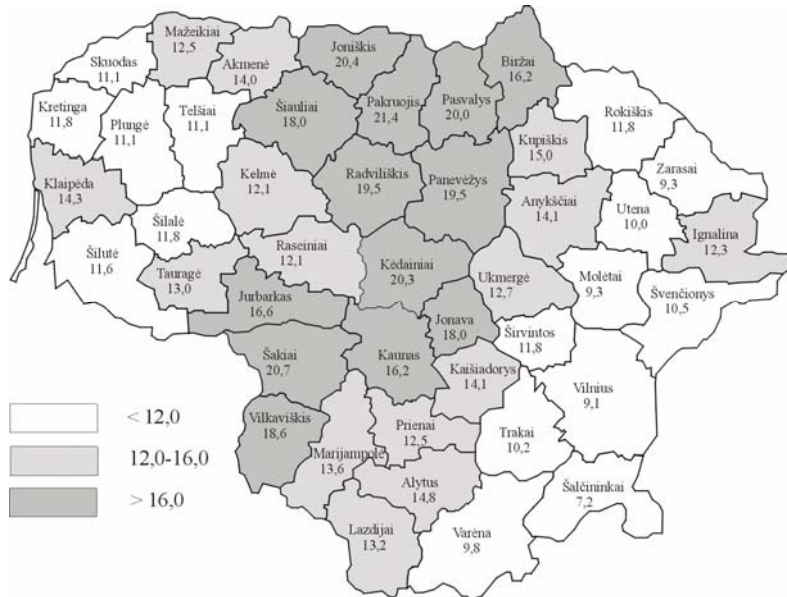 Mažeikiai
12,5
Skuodas
11,1
Akmenė
14,0
Joniškis
20,4
Biržai
16,2
Kretinga
11,8
Plungė
11,1
Telšiai
11,1
Šiauliai
18,0
Pakruojis
21,4
Pasvalys
20,0
Rokiškis
11,8
Kupiškis
15,0
Zarasai
9,3
Klaipėda
14,3
Kelmė
12,1
Radviliškis
19,5
Panevėžys
19,5
Anykščiai
14,1
Utena
10,0
Ignalina
12,3
Šilalė
11,8
Šilutė
11,6
Tauragė
13,0
Raseiniai
12,1
Kėdainiai
20,3
Ukmergė
12,7
Molėtai
9,3
Švenčionys
10,5
Jurbarkas
16,6
Jonava
18,0
Širvintos
11,8
Šakiai
20,7
Kaunas
16,2
Kaišiadorys
14,1
Vilnius
9,1
Vilkaviškis
18,6
Prienai
12,5
Trakai
10,2
Marijampolė
13,6
Alytus
14,8
Šalčininkai
7,2
Lazdijai
13,2
Varėna
9,8
< 12,0
12,0-16,0
> 16,0